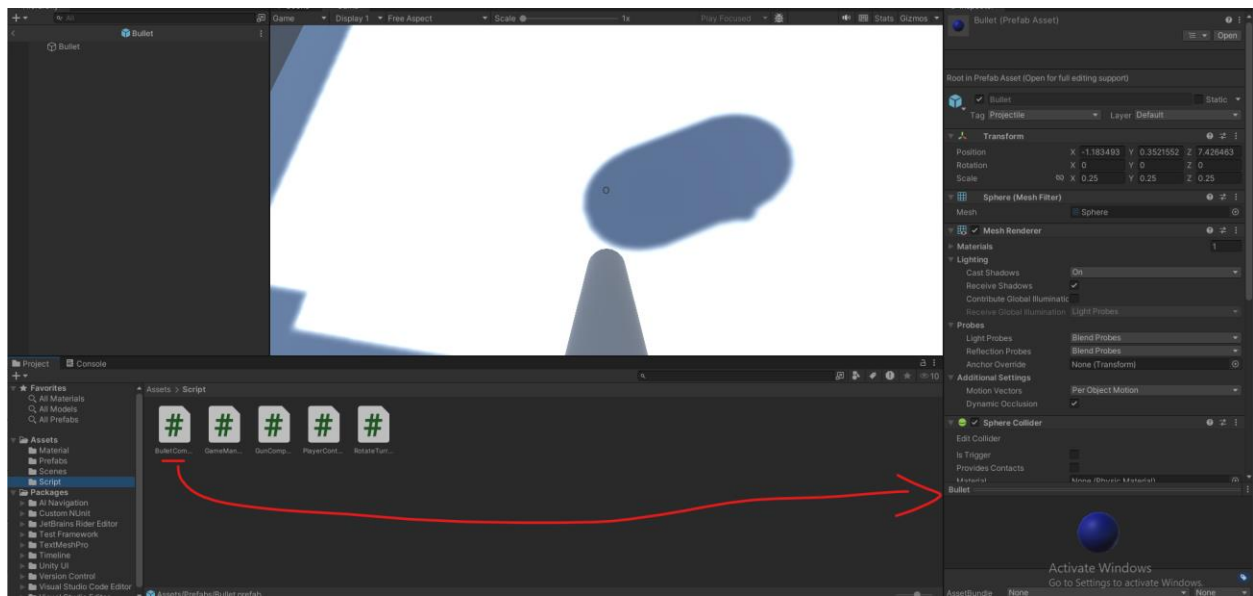 All
Bullet
Bullet
Game
Display 1
Free Aspect
Scale
1x
Play Focused
Stats
Gizmos
Bullet (Prefab Asset)
Open
Root in Prefab Asset (Open for full editing support)
Bullet
Static
Tag Projectile
Layer Default
Transform
Position X -1.183493 Y 0.3521552 Z 7.426463
Rotation X 0 Y 0 Z 0
Scale X 0.25 Y 0.25 Z 0.25
Sphere (Mesh Filter)
Mesh Sphere
Mesh Renderer
Materials 1
Lighting
Cast Shadows On
Receive Shadows
Contribute Global Illuminatic
Receive Global Illumination Light Probes
Probes
Light Probes Blend Probes
Reflection Probes Blend Probes
Anchor Override None (Transform)
Additional Settings
Motion Vectors Per Object Motion
Dynamic Occlusion
Sphere Collider
Edit Collider
Is Trigger
Provides Contacts
Material None (Physic Material)
Bullet
Activate Windows
Go to Settings to activate Windows.
AssetBundle None None
Project
Console
10
Favorites
All Materials
All Models
All Prefabs
Assets
Material
Prefabs
Scenes
Script
Packages
AI Navigation
Custom NUnit
JetBrains Rider Editor
Test Framework
TextMeshPro
Timeline
Unity UI
Version Control
Visual Studio Code Editor
Assets > Script
BulletCom...
GameMan...
GunComp...
PlayerCont...
RotateTurr...
Assets/Prefabs/Bullet.prefab